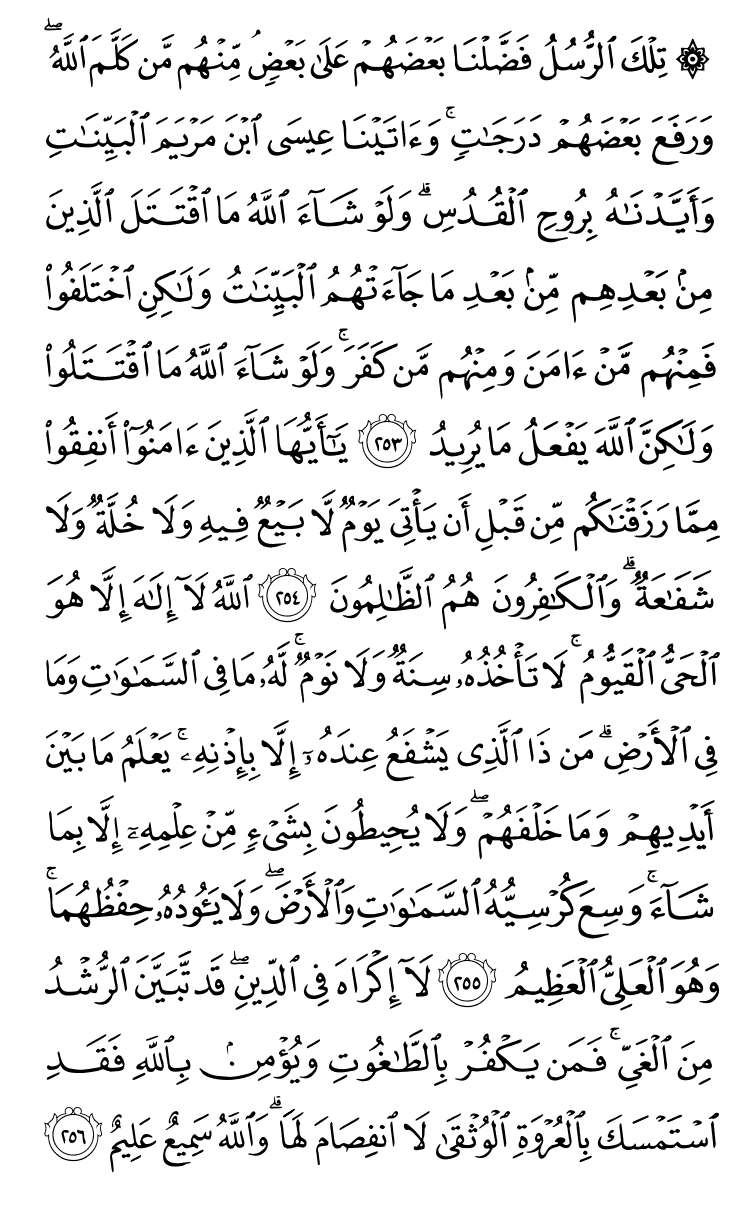 ۞ تِلۡكَ ٱلرُّسُلُ فَضَّلۡنَا بَعۡضَهُمۡ عَلَىٰ بَعۡضٖۘ مِّنۡهُم مَّن كَلَّمَ ٱللَّهُۖ
وَرَفَعَ بَعۡضَهُمۡ دَرَجَٰتٖۚ وَءَاتَيۡنَا عِيسَى ٱبۡنَ مَرۡيَمَ ٱلۡبَيِّنَٰتِ
وَأَيَّدۡنَٰهُ بِرُوحِ ٱلۡقُدُسِۗ وَلَوۡ شَآءَ ٱللَّهُ مَا ٱقۡتَتَلَ ٱلَّذِينَ
مِنۢ بَعۡدِهِم مِّنۢ بَعۡدِ مَا جَآءَتۡهُمُ ٱلۡبَيِّنَٰتُ وَلَٰكِنِ ٱخۡتَلَفُواْ
فَمِنۡهُم مَّنۡ ءَامَنَ وَمِنۡهُم مَّن كَفَرَۚ وَلَوۡ شَآءَ ٱللَّهُ مَا ٱقۡتَتَلُواْ
وَلَٰكِنَّ ٱللَّهَ يَفۡعَلُ مَا يُرِيدُ ٢٥٣ يَٰٓأَيُّهَا ٱلَّذِينَ ءَامَنُوٓاْ أَنفِقُواْ
مِمَّا رَزَقۡنَٰكُم مِّن قَبۡلِ أَن يَأۡتِيَ يَوۡمٞ لَّا بَيۡعٞ فِيهِ وَلَا خُلَّةٞ وَلَا
شَفَٰعَةٞۗ وَٱلۡكَٰفِرُونَ هُمُ ٱلظَّٰلِمُونَ ٢٥٤ ٱللَّهُ لَآ إِلَٰهَ إِلَّا هُوَ
ٱلۡحَيُّ ٱلۡقَيُّومُۚ لَا تَأۡخُذُهُۥ سِنَةٞ وَلَا نَوۡمٞۚ لَّهُۥ مَا فِي ٱلسَّمَٰوَٰتِ وَمَا
فِي ٱلۡأَرۡضِۗ مَن ذَا ٱلَّذِي يَشۡفَعُ عِندَهُۥٓ إِلَّا بِإِذۡنِهِۦۚ يَعۡلَمُ مَا بَيۡنَ
أَيۡدِيهِمۡ وَمَا خَلۡفَهُمۡۖ وَلَا يُحِيطُونَ بِشَيۡءٖ مِّنۡ عِلۡمِهِۦٓ إِلَّا بِمَا
شَآءَۚ وَسِعَ كُرۡسِيُّهُ ٱلسَّمَٰوَٰتِ وَٱلۡأَرۡضَۖ وَلَا يَـُٔودُهُۥ حِفۡظُهُمَاۚ
وَهُوَ ٱلۡعَلِيُّ ٱلۡعَظِيمُ ٢٥٥ لَآ إِكۡرَاهَ فِي ٱلدِّينِۖ قَد تَّبَيَّنَ ٱلرُّشۡدُ
مِنَ ٱلۡغَيِّۚ فَمَن يَكۡفُرۡ بِٱلطَّٰغُوتِ وَيُؤۡمِنۢ بِٱللَّهِ فَقَدِ
ٱسۡتَمۡسَكَ بِٱلۡعُرۡوَةِ ٱلۡوُثۡقَىٰ لَا ٱنفِصَامَ لَهَاۗ وَٱللَّهُ سَمِيعٌ عَلِيمٌ ٢٥٦